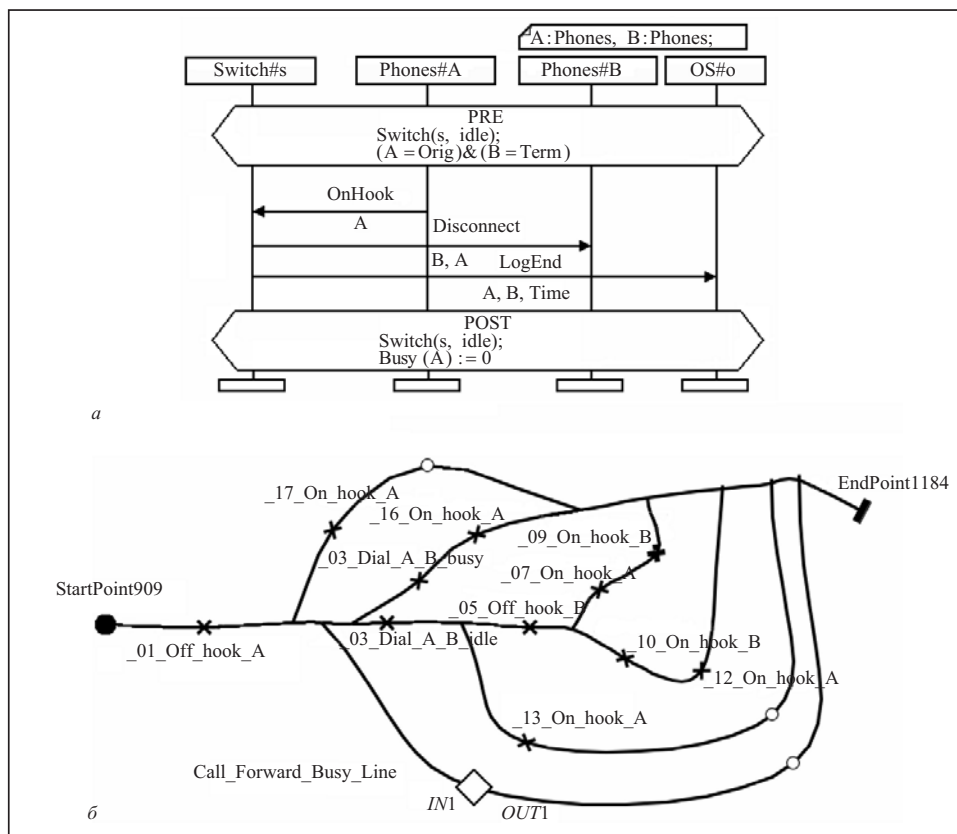 A:Phones, B:Phones;
Switch#s Phones#A Phones#B OS#o
PRE
Switch(s, idle);
(A = Orig)&(B = Term)
OnHook
A
Disconnect
B, A
LogEnd
A, B, Time
POST
Switch(s, idle);
Busy (A) := 0
а
_17_On_hook_A
EndPoint1184
_16_On_hook_A
_09_On_hook_B
_03_Dial_A_B_busy
_07_On_hook_A
StartPoint909
_05_Off_hook_B
_01_Off_hook_A
_03_Dial_A_B_idle
_10_On_hook_B
_12_On_hook_A
_13_On_hook_A
Call_Forward_Busy_Line
IN1
OUT1
б